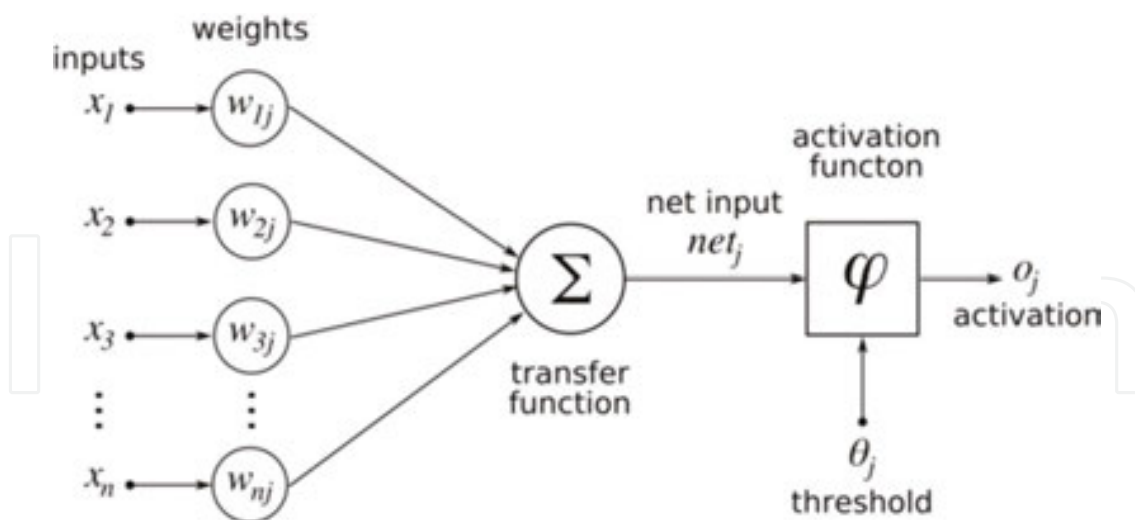 weights
inputs
x₁
w₁ⱼ
activation
functon
x₂
w₂ⱼ
net input
netⱼ
Σ
φ
oⱼ
activation
x₃
w₃ⱼ
transfer
function
θⱼ
threshold
xₙ
wₙⱼ